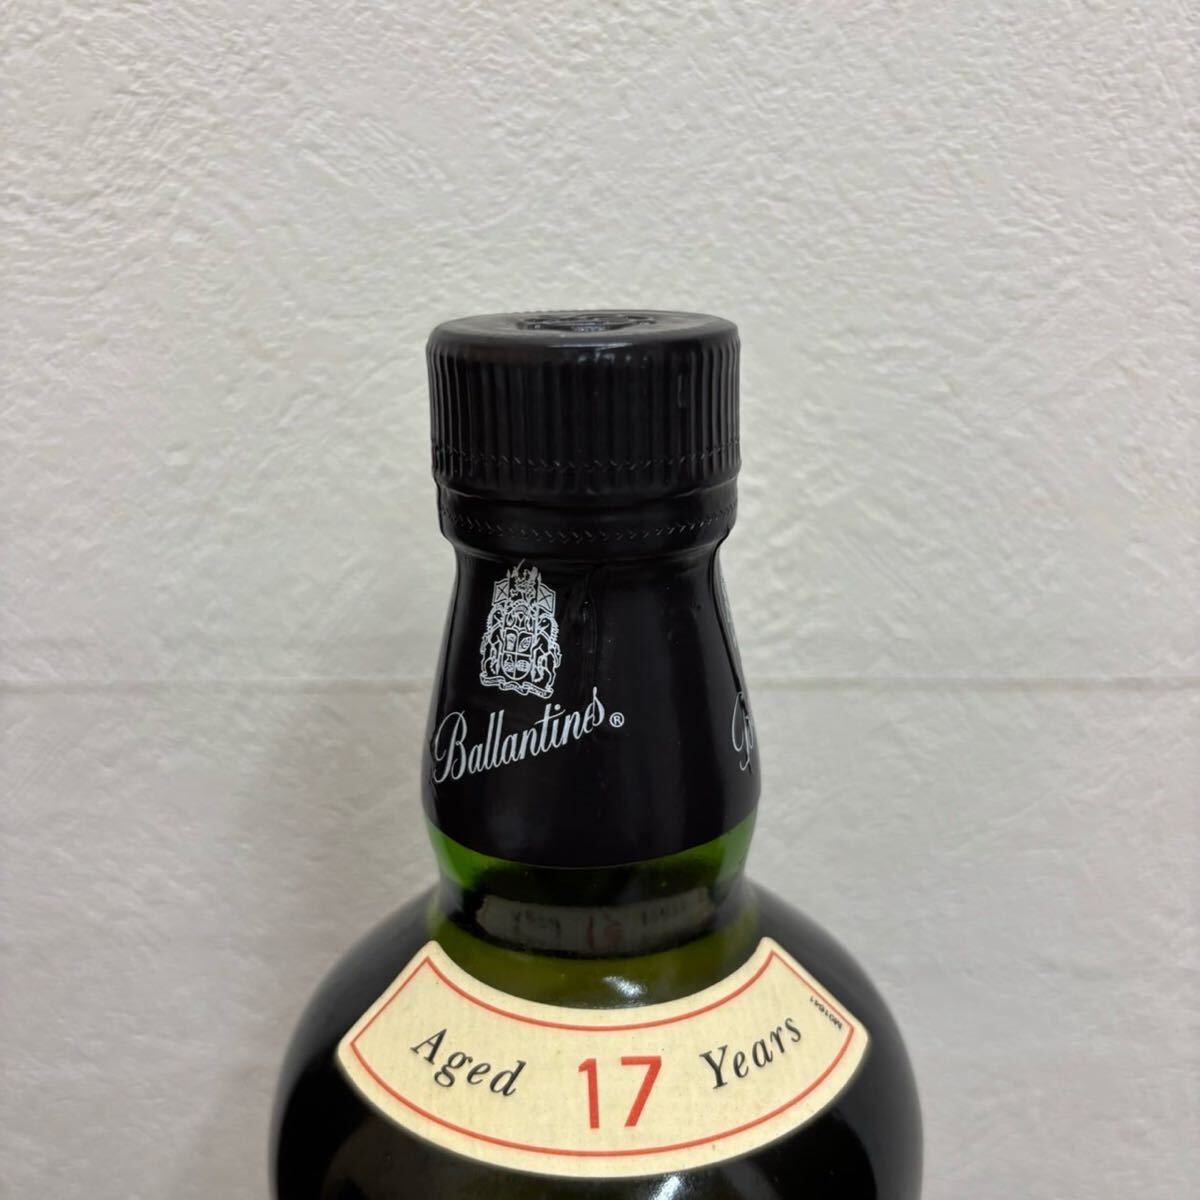 Ballantine's®
Aged 17 Years